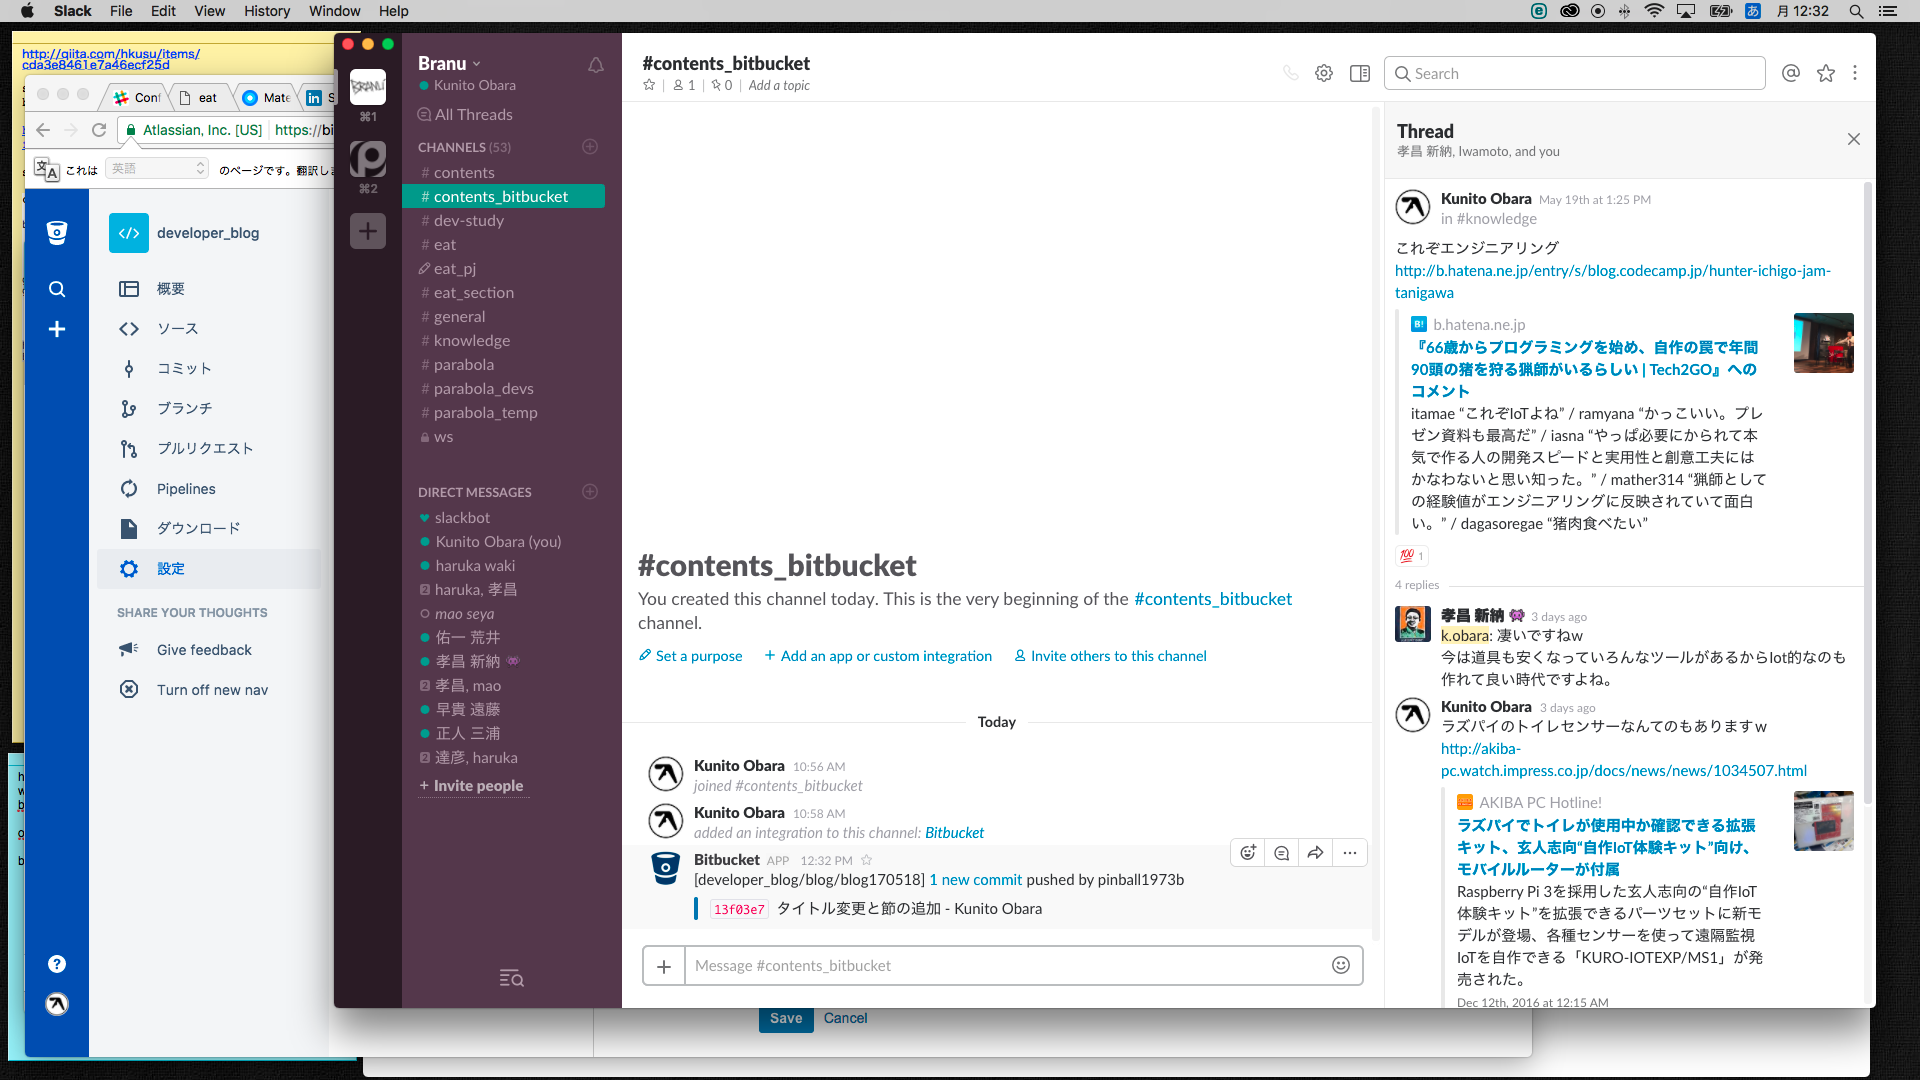 Slack File Edit View History Window Help
月 12:32
http://qiita.com/hkusu/items/
cda3e8461e7a46ecf25d
Conf
eat
Mate
Atlassian, Inc. [US] https://bi
これは 英語 のページです。翻訳しま
developer_blog
概要
ソース
コミット
ブランチ
プルリクエスト
Pipelines
ダウンロード
設定
SHARE YOUR THOUGHTS
Give feedback
Turn off new nav
BRANU
⌘1
⌘2
Branu
Kunito Obara
All Threads
CHANNELS (53)
# contents
# contents_bitbucket
# dev-study
# eat
eat_pj
# eat_section
# general
# knowledge
# parabola
# parabola_devs
# parabola_temp
ws
DIRECT MESSAGES
slackbot
Kunito Obara (you)
haruka waki
2 haruka, 孝昌
mao seya
佑一 荒井
孝昌 新納 👾
2 孝昌, mao
早貴 遠藤
正人 三浦
2 達彦, haruka
+ Invite people
#contents_bitbucket
1 | 0 | Add a topic
Search
#contents_bitbucket
You created this channel today. This is the very beginning of the #contents_bitbucket
channel.
Set a purpose + Add an app or custom integration Invite others to this channel
Today
Kunito Obara 10:56 AM
joined #contents_bitbucket
Kunito Obara 10:58 AM
added an integration to this channel: Bitbucket
Bitbucket APP 12:32 PM
[developer_blog/blog/blog170518] 1 new commit pushed by pinball1973b
13f03e7 タイトル変更と節の追加 - Kunito Obara
Message #contents_bitbucket
Thread
孝昌 新納, Iwamoto, and you
Kunito Obara May 19th at 1:25 PM
in #knowledge
これぞエンジニアリング
http://b.hatena.ne.jp/entry/s/blog.codecamp.jp/hunter-ichigo-jam-
tanigawa
B! b.hatena.ne.jp
『66歳からプログラミングを始め、自作の罠で年間
90頭の猪を狩る猟師がいるらしい | Tech2GO』への
コメント
itamae “これぞIoTよね” / ramyana “かっこいい。プレ
ゼン資料も最高だ” / iasna “やっぱ必要にかられて本
気で作る人の開発スピードと実用性と創意工夫には
かなわないと思い知った。” / mather314 “猟師として
の経験値がエンジニアリングに反映されていて面白
い。” / dagasoregae “猪肉食べたい”
💯 1
4 replies
孝昌 新納 👾 3 days ago
k.obara: 凄いですねw
今は道具も安くなっていろんなツールがあるからIot的なのも
作れて良い時代ですよね。
Kunito Obara 3 days ago
ラズパイのトイレセンサーなんてのもありますｗ
http://akiba-
pc.watch.impress.co.jp/docs/news/news/1034507.html
AKIBA PC Hotline!
ラズパイでトイレが使用中か確認できる拡張
キット、玄人志向“自作IoT体験キット”向け、
モバイルルーターが付属
Raspberry Pi 3を採用した玄人志向の“自作IoT
体験キット”を拡張できるパーツセットに新モ
デルが登場、各種センサーを使って遠隔監視
IoTを自作できる「KURO-IOTEXP/MS1」が発
売された。
Dec 12th, 2016 at 12:15 AM
Save Cancel